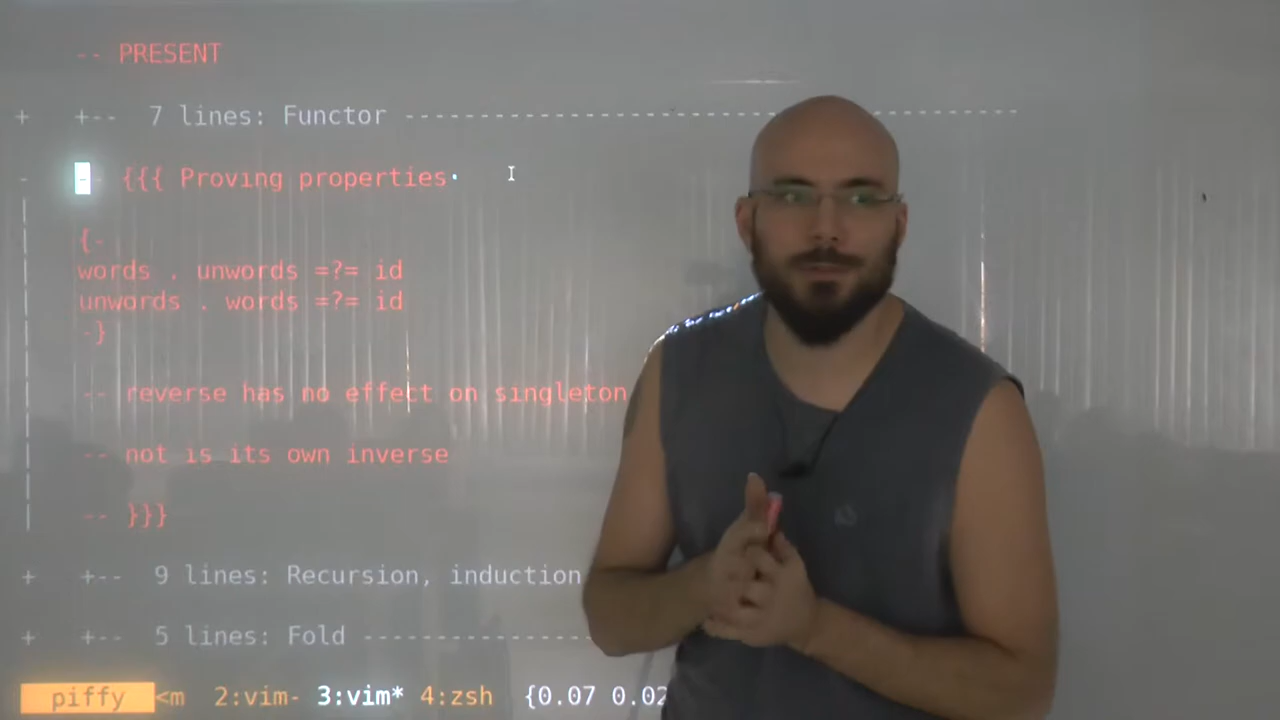 -- PRESENT
+ +-- 7 lines: Functor ------------------------------------------
- -- {{{ Proving properties
{-
words . unwords =?= id
unwords . words =?= id
-}
-- reverse has no effect on singleton
-- not is its own inverse
-- }}}
+ +-- 9 lines: Recursion, induction
+ +-- 5 lines: Fold ----------------
piffy <m 2:vim- 3:vim* 4:zsh {0.07 0.02